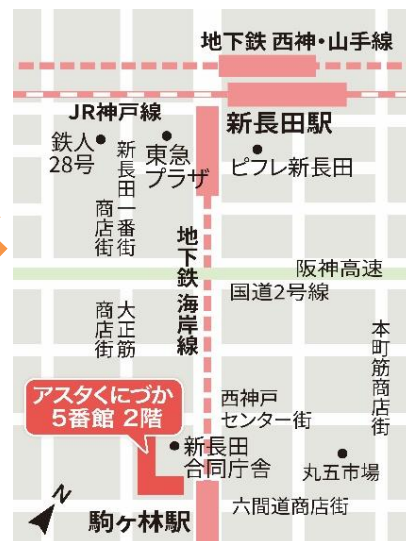 地下鉄 西神・山手線
JR神戸線
新長田駅
鉄人
28号
新長田一番街
商店街
東急
プラザ
ピフレ新長田
地下鉄 海岸線
阪神高速
国道2号線
大正筋
商店街
本町筋商店街
アスタくにづか
5番館 2階
西神戸
センター街
新長田
合同庁舎
丸五市場
六間道商店街
N
駒ヶ林駅